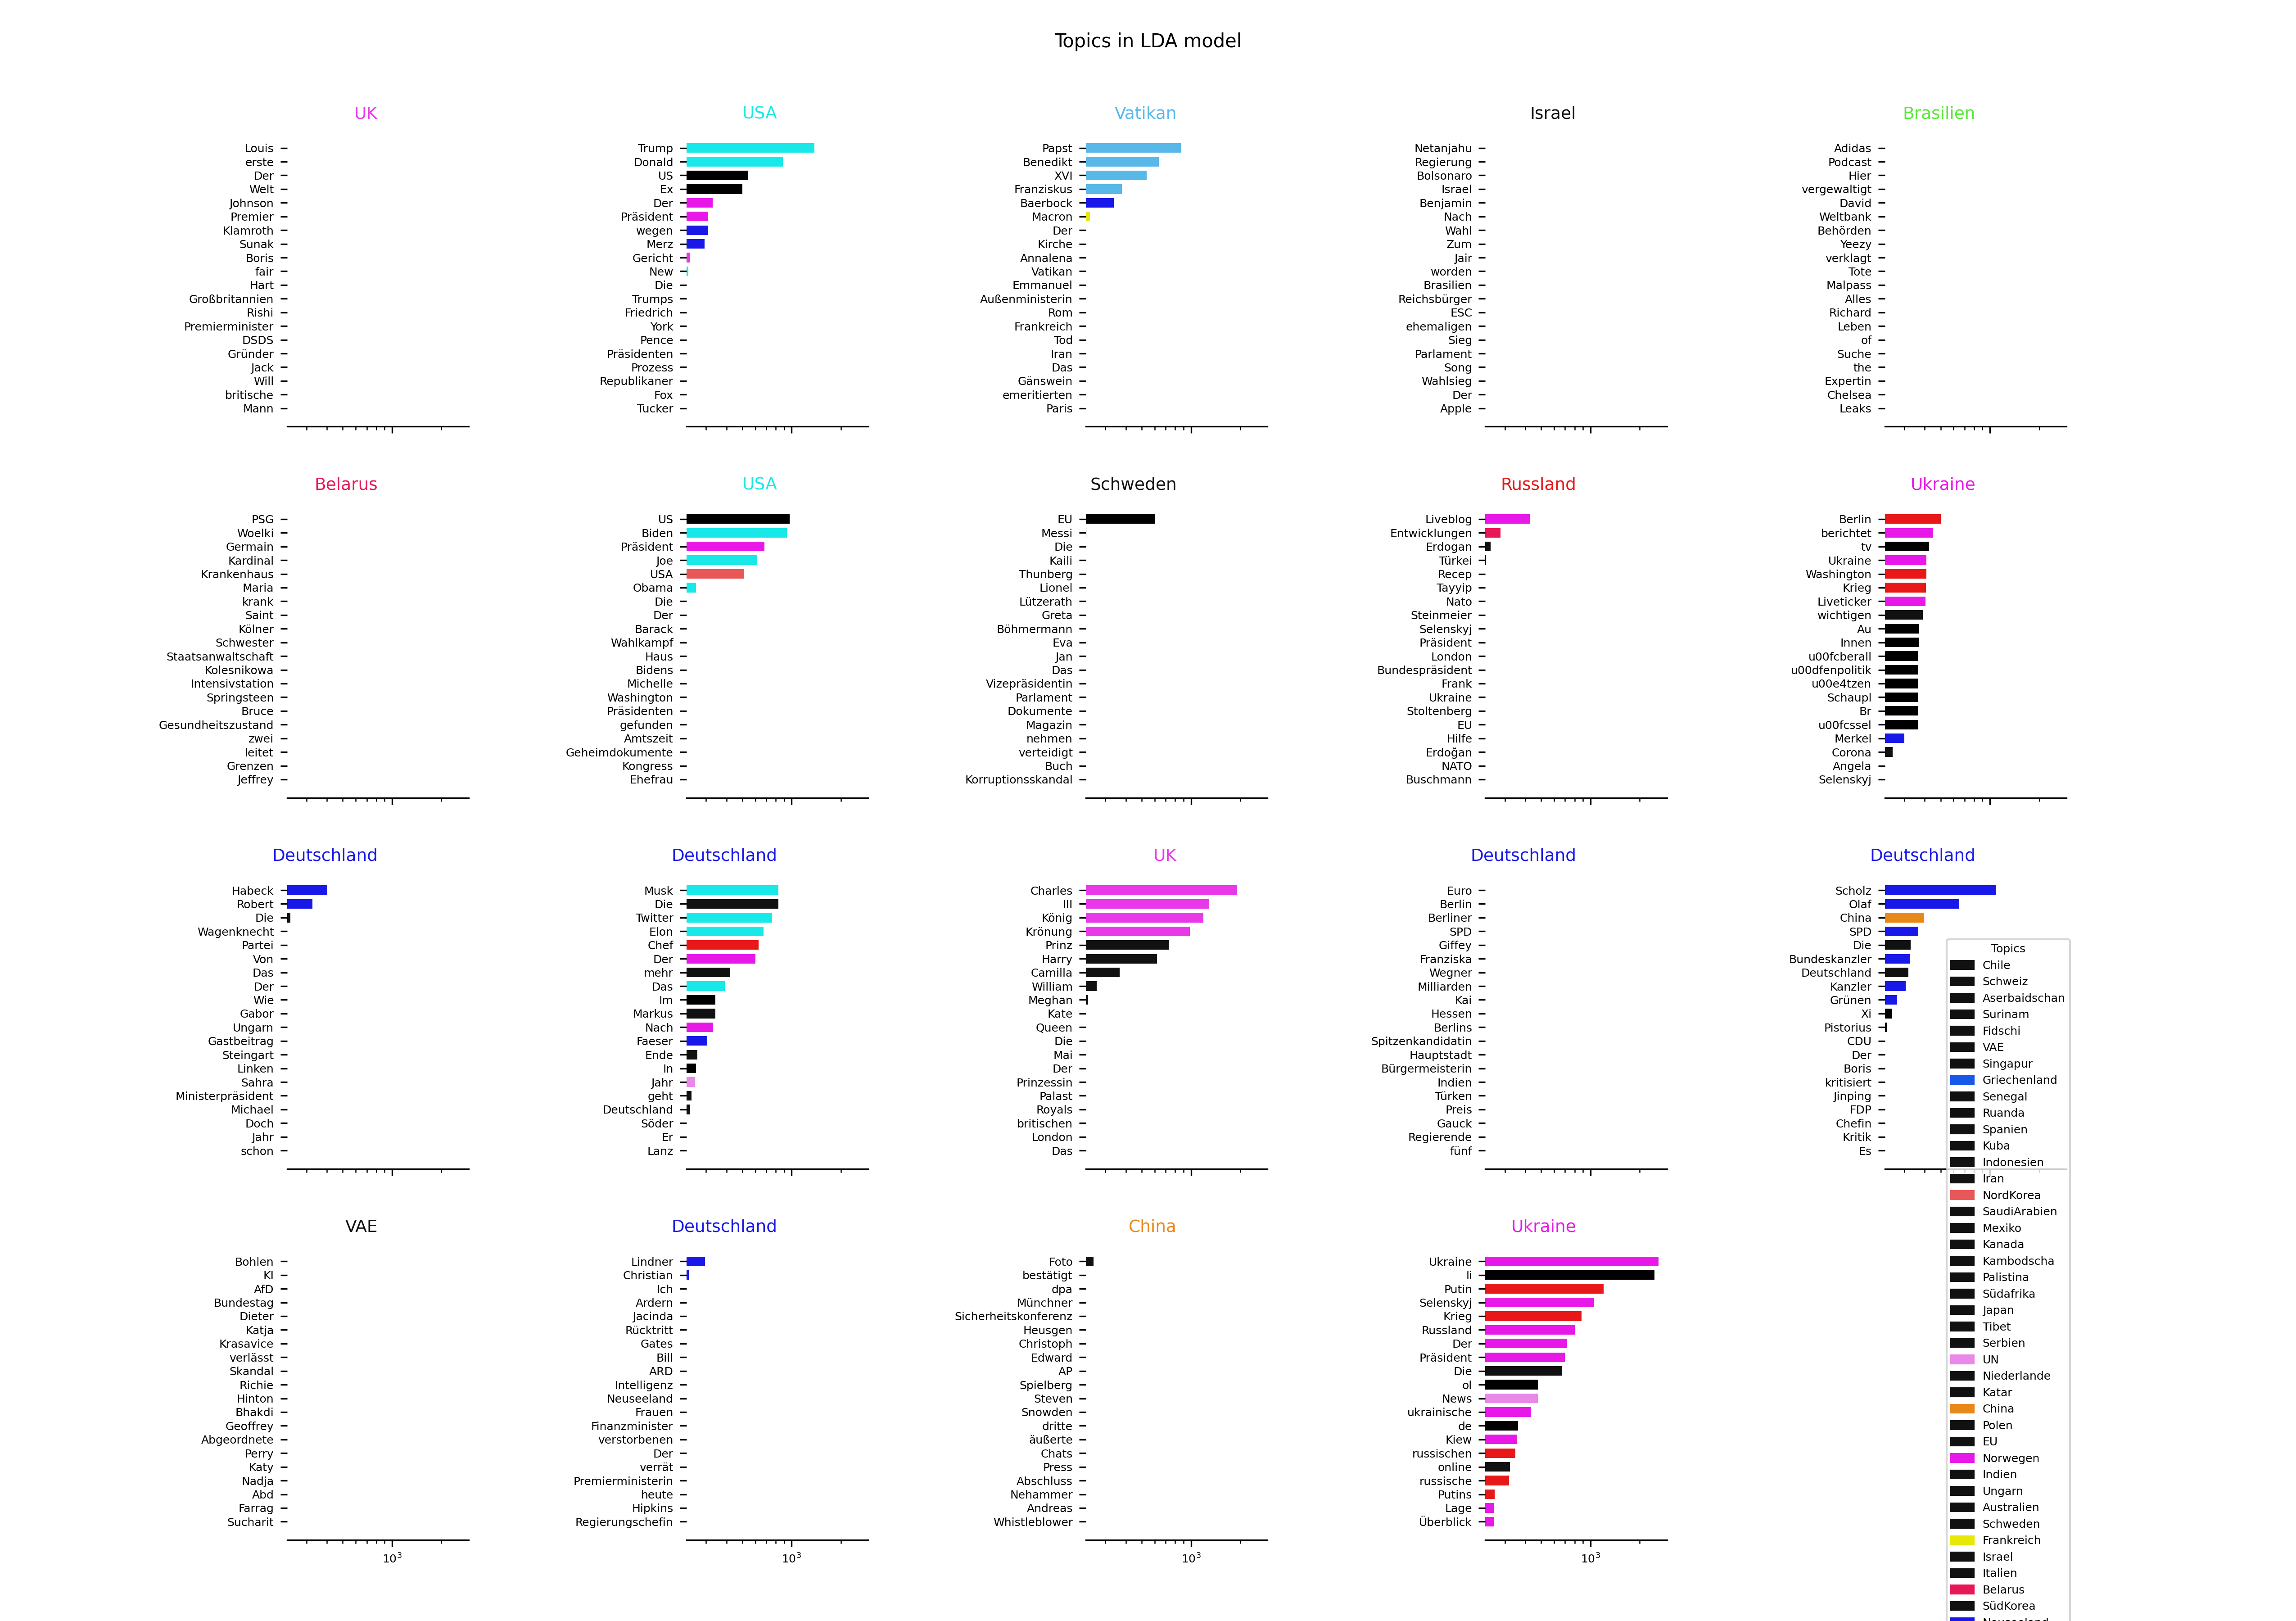 Topics in LDA model
UK
Louis
erste
Der
Welt
Johnson
Premier
Klamroth
Sunak
Boris
fair
Hart
Großbritannien
Rishi
Premierminister
DSDS
Gründer
Jack
Will
britische
Mann
USA
Trump
Donald
US
Ex
Der
Präsident
wegen
Merz
Gericht
New
Die
Trumps
Friedrich
York
Pence
Präsidenten
Prozess
Republikaner
Fox
Tucker
Vatikan
Papst
Benedikt
XVI
Franziskus
Baerbock
Macron
Der
Kirche
Annalena
Vatikan
Emmanuel
Außenministerin
Rom
Frankreich
Tod
Iran
Das
Gänswein
emeritierten
Paris
Israel
Netanjahu
Regierung
Bolsonaro
Israel
Benjamin
Nach
Wahl
Zum
Jair
worden
Brasilien
Reichsbürger
ESC
ehemaligen
Sieg
Parlament
Song
Wahlsieg
Der
Apple
Brasilien
Adidas
Podcast
Hier
vergewaltigt
David
Weltbank
Behörden
Yeezy
verklagt
Tote
Malpass
Alles
Richard
Leben
of
Suche
the
Expertin
Chelsea
Leaks
Belarus
PSG
Woelki
Germain
Kardinal
Krankenhaus
Maria
krank
Saint
Kölner
Schwester
Staatsanwaltschaft
Kolesnikowa
Intensivstation
Springsteen
Bruce
Gesundheitszustand
zwei
leitet
Grenzen
Jeffrey
USA
US
Biden
Präsident
Joe
USA
Obama
Die
Der
Barack
Wahlkampf
Haus
Bidens
Michelle
Washington
Präsidenten
gefunden
Amtszeit
Geheimdokumente
Kongress
Ehefrau
Schweden
EU
Messi
Die
Kaili
Thunberg
Lionel
Lützerath
Greta
Böhmermann
Eva
Jan
Das
Vizepräsidentin
Parlament
Dokumente
Magazin
nehmen
verteidigt
Buch
Korruptionsskandal
Russland
Liveblog
Entwicklungen
Erdogan
Türkei
Recep
Tayyip
Nato
Steinmeier
Selenskyj
Präsident
London
Bundespräsident
Frank
Ukraine
Stoltenberg
EU
Hilfe
Erdoğan
NATO
Buschmann
Ukraine
Berlin
berichtet
tv
Ukraine
Washington
Krieg
Liveticker
wichtigen
Au
Innen
u00fcberall
u00dfenpolitik
u00e4tzen
Schaupl
Br
u00fcssel
Merkel
Corona
Angela
Selenskyj
Deutschland
Habeck
Robert
Die
Wagenknecht
Partei
Von
Das
Der
Wie
Gabor
Ungarn
Gastbeitrag
Steingart
Linken
Sahra
Ministerpräsident
Michael
Doch
Jahr
schon
Deutschland
Musk
Die
Twitter
Elon
Chef
Der
mehr
Das
Im
Markus
Nach
Faeser
Ende
In
Jahr
geht
Deutschland
Söder
Er
Lanz
UK
Charles
III
König
Krönung
Prinz
Harry
Camilla
William
Meghan
Kate
Queen
Die
Mai
Der
Prinzessin
Palast
Royals
britischen
London
Das
Deutschland
Euro
Berlin
Berliner
SPD
Giffey
Franziska
Wegner
Milliarden
Kai
Hessen
Berlins
Spitzenkandidatin
Hauptstadt
Bürgermeisterin
Indien
Türken
Preis
Gauck
Regierende
fünf
Deutschland
Scholz
Olaf
China
SPD
Die
Bundeskanzler
Deutschland
Kanzler
Grünen
Xi
Pistorius
CDU
Der
Boris
kritisiert
Jinping
FDP
Chefin
Kritik
Es
VAE
Bohlen
KI
AfD
Bundestag
Dieter
Katja
Krasavice
verlässt
Skandal
Richie
Hinton
Bhakdi
Geoffrey
Abgeordnete
Perry
Katy
Nadja
Abd
Farrag
Sucharit
10³
Deutschland
Lindner
Christian
Ich
Ardern
Jacinda
Rücktritt
Gates
Bill
ARD
Intelligenz
Neuseeland
Frauen
Finanzminister
verstorbenen
Der
verrät
Premierministerin
heute
Hipkins
Regierungschefin
10³
China
Foto
bestätigt
dpa
Münchner
Sicherheitskonferenz
Heusgen
Christoph
Edward
AP
Spielberg
Steven
Snowden
dritte
äußerte
Chats
Press
Abschluss
Nehammer
Andreas
Whistleblower
10³
Ukraine
Ukraine
li
Putin
Selenskyj
Krieg
Russland
Der
Präsident
Die
ol
News
ukrainische
de
Kiew
russischen
online
russische
Putins
Lage
Überblick
10³
Topics
Chile
Schweiz
Aserbaidschan
Surinam
Fidschi
VAE
Singapur
Griechenland
Senegal
Ruanda
Spanien
Kuba
Indonesien
Iran
NordKorea
SaudiArabien
Mexiko
Kanada
Kambodscha
Palistina
Südafrika
Japan
Tibet
Serbien
UN
Niederlande
Katar
China
Polen
EU
Norwegen
Indien
Ungarn
Australien
Schweden
Frankreich
Israel
Italien
Belarus
SüdKorea